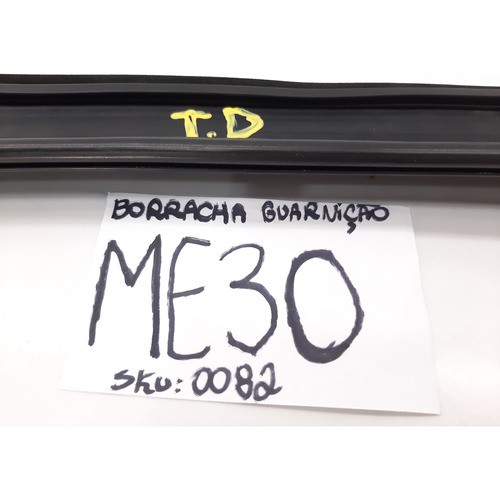 T.D
BORRACHA GUARNIÇÃO
ME30
SKU: 0082